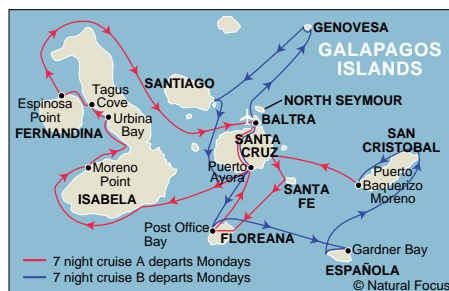 GENOVESA
GALAPAGOS
ISLANDS
Tagus
Cove
SANTIAGO
NORTH SEYMOUR
Espinosa
Point
Urbina
Bay
BALTRA
FERNANDINA
SANTA
CRUZ
SAN
CRISTOBAL
Moreno
Point
Puerto
Ayora
Puerto
Baquerizo
Moreno
ISABELA
SANTA
FE
Post Office
Bay
FLOREANA
Gardner Bay
ESPAÑOLA
7 night cruise A departs Mondays
7 night cruise B departs Mondays
© Natural Focus